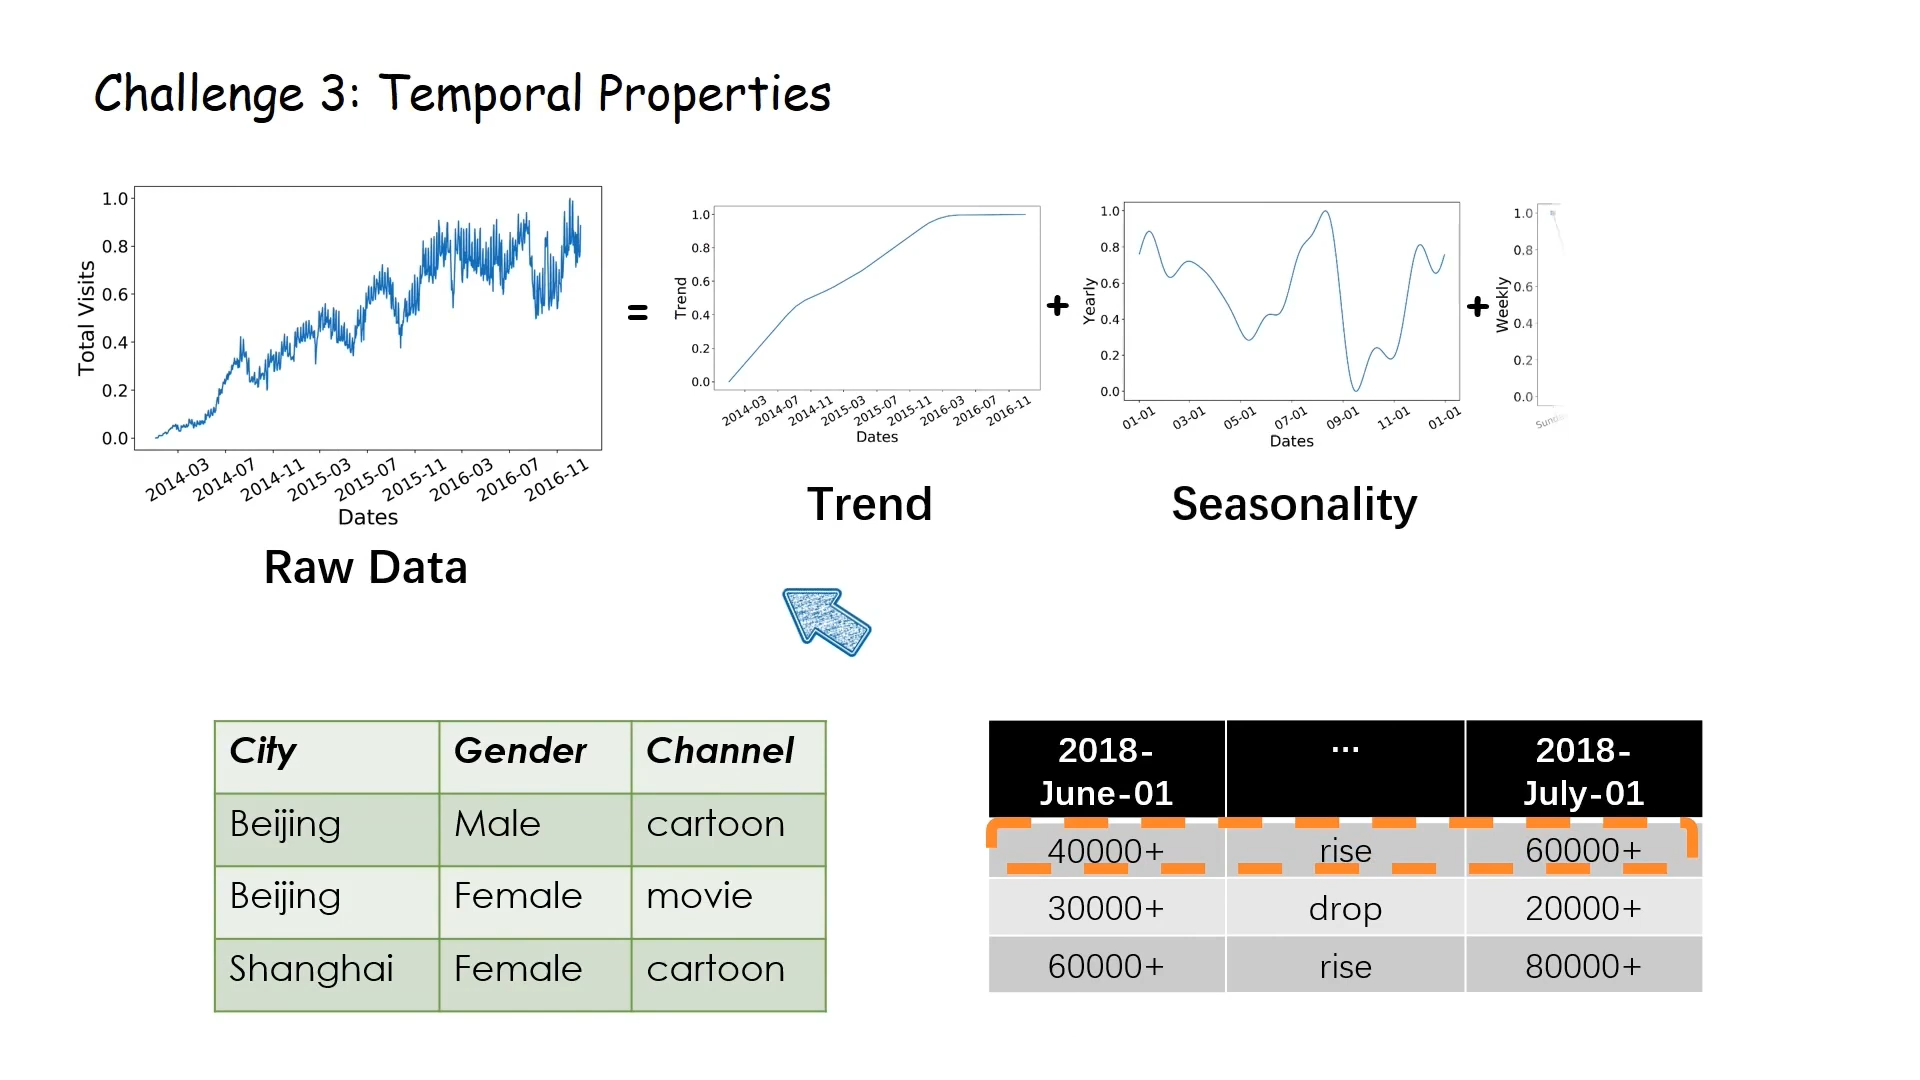 Challenge 3: Temporal Properties
1.0
0.8
0.6
0.4
0.2
0.0
Total Visits
2014-03 2014-07 2014-11 2015-03 2015-07 2015-11 2016-03 2016-07 2016-11
Dates
Raw Data
=
1.0
0.8
0.6
0.4
0.2
0.0
Trend
2014-03 2014-07 2014-11 2015-03 2015-07 2015-11 2016-03 2016-07 2016-11
Dates
Trend
+
1.0
0.8
0.6
0.4
0.2
0.0
Yearly
01-01 03-01 05-01 07-01 09-01 11-01 01-01
Dates
Seasonality
+
1.0
0.8
0.6
0.4
0.2
0.0
Weekly
City Gender Channel
Beijing Male cartoon
Beijing Female movie
Shanghai Female cartoon
2018- ... 2018-
June-01 July-01
40000+ rise 60000+
30000+ drop 20000+
60000+ rise 80000+